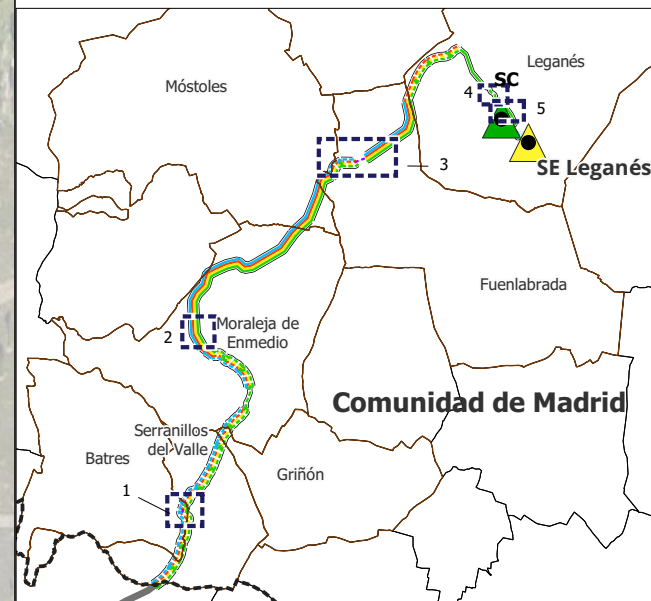 Leganés
SC
Móstoles
4
5
C
3
SE Leganés
Fuenlabrada
Moraleja de
Enmedio
2
Comunidad de Madrid
Serranillos
del Valle
Batres
Griñón
1